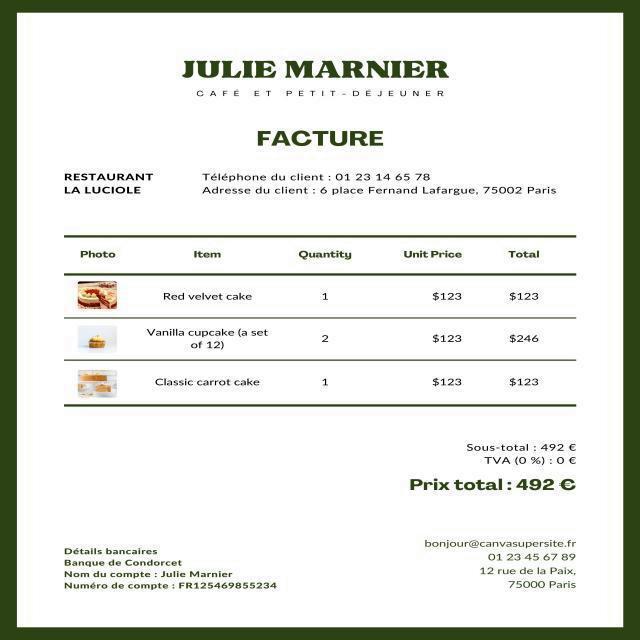 JULIE MARNIER
CAFÉ ET PETIT-DÉJEUNER
FACTURE
RESTAURANT
LA LUCIOLE
Téléphone du client : 01 23 14 65 78
Adresse du client : 6 place Fernand Lafargue, 75002 Paris
Photo Item Quantity Unit Price Total
Red velvet cake 1 $123 $123
Vanilla cupcake (a set
of 12) 2 $123 $246
Classic carrot cake 1 $123 $123
Sous-total : 492 €
TVA (0 %) : 0 €
Prix total : 492 €
Détails bancaires
Banque de Condorcet
Nom du compte : Julie Marnier
Numéro de compte : FR125469855234
bonjour@canvasupersite.fr
01 23 45 67 89
12 rue de la Paix,
75000 Paris